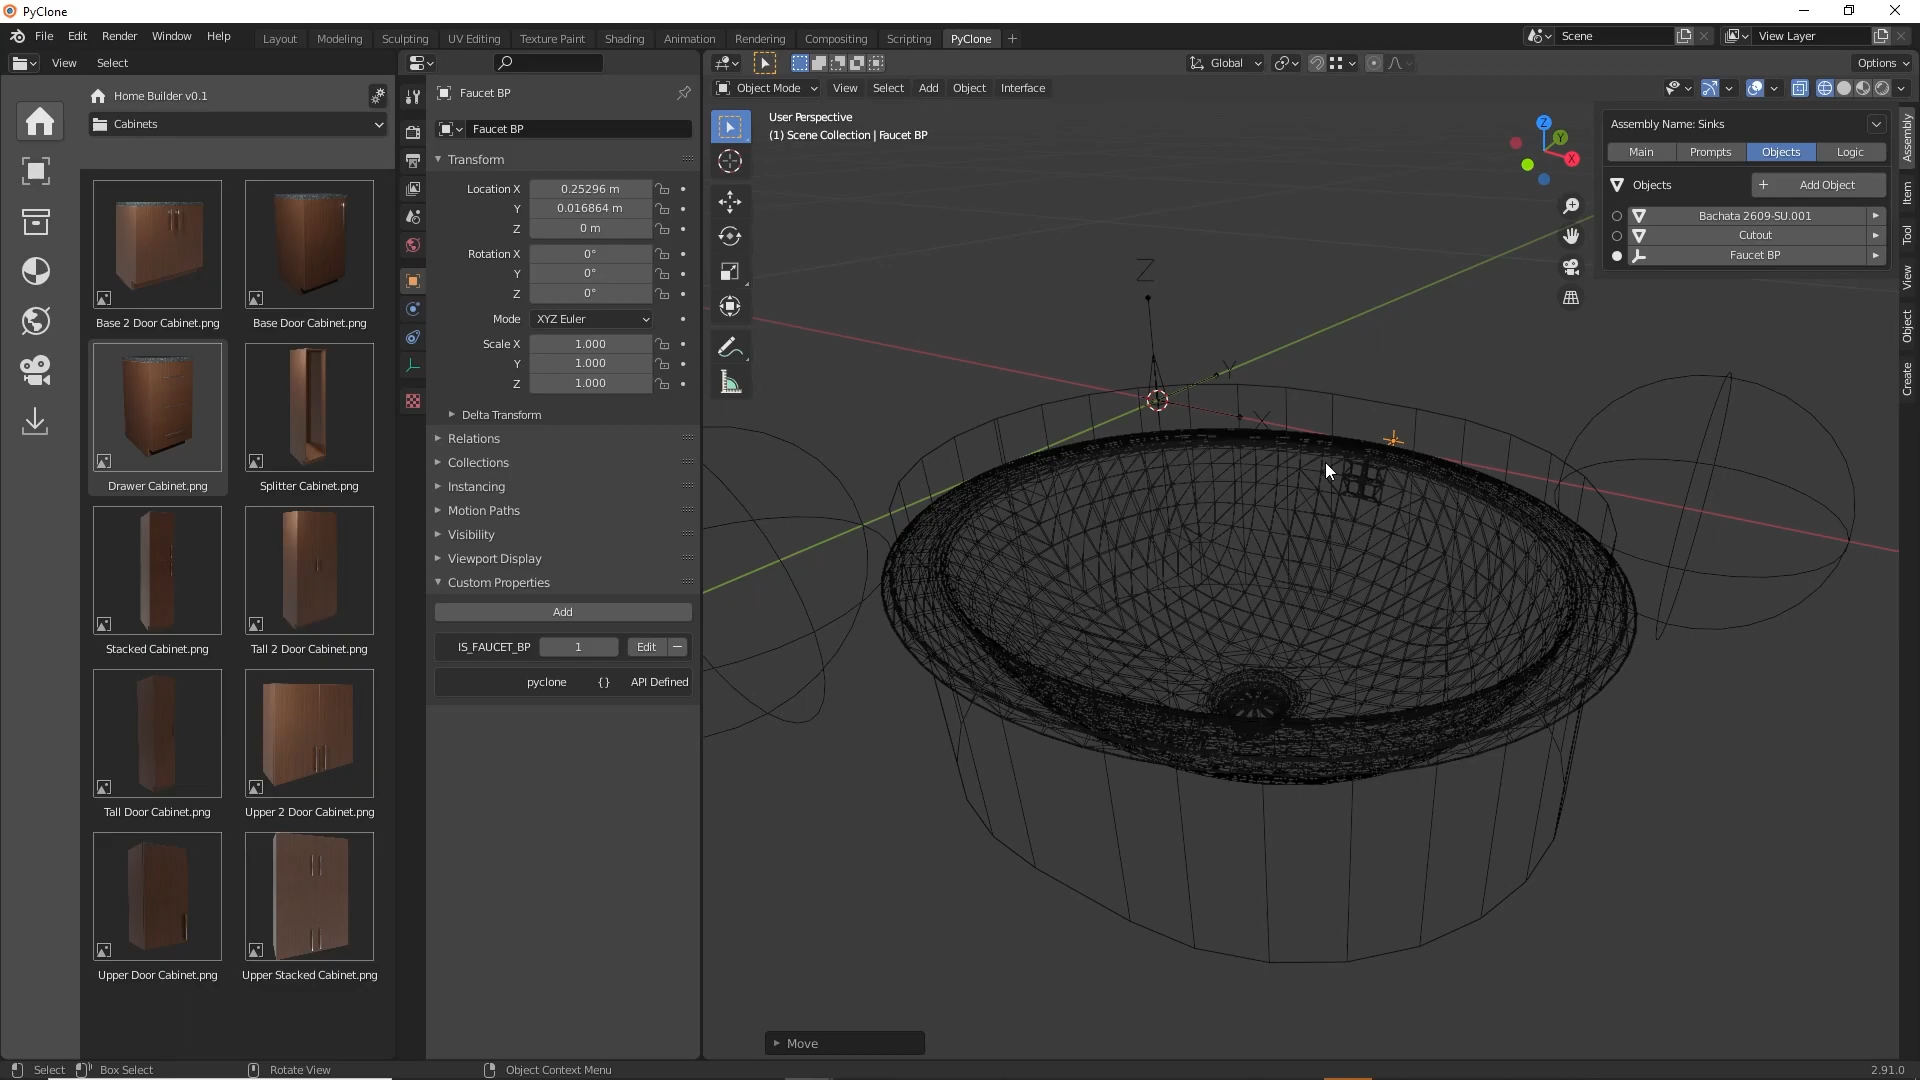 PyClone
File Edit Render Window Help
Layout Modeling Sculpting UV Editing Texture Paint Shading Animation Rendering Compositing Scripting PyClone
Scene View Layer
View Select
Global Options
Object Mode View Select Add Object Interface
Home Builder v0.1
Cabinets
Base 2 Door Cabinet.png Base Door Cabinet.png
Drawer Cabinet.png Splitter Cabinet.png
Stacked Cabinet.png Tall 2 Door Cabinet.png
Tall Door Cabinet.png Upper 2 Door Cabinet.png
Upper Door Cabinet.png Upper Stacked Cabinet.png
Faucet BP
Faucet BP
Transform
Location X 0.25296 m
Y 0.016864 m
Z 0 m
Rotation X 0°
Y 0°
Z 0°
Mode XYZ Euler
Scale X 1.000
Y 1.000
Z 1.000
Delta Transform
Relations
Collections
Instancing
Motion Paths
Visibility
Viewport Display
Custom Properties
Add
IS_FAUCET_BP 1 Edit
pyclone {} API Defined
User Perspective
(1) Scene Collection | Faucet BP
Z
Y
X
Z
Y
X
Assembly Name: Sinks
Main Prompts Objects Logic
Objects Add Object
Bachata 2609-SU.001
Cutout
Faucet BP
Assembly
Item
Tool
View
Object
Create
Move
Select Box Select Rotate View Object Context Menu 2.91.0